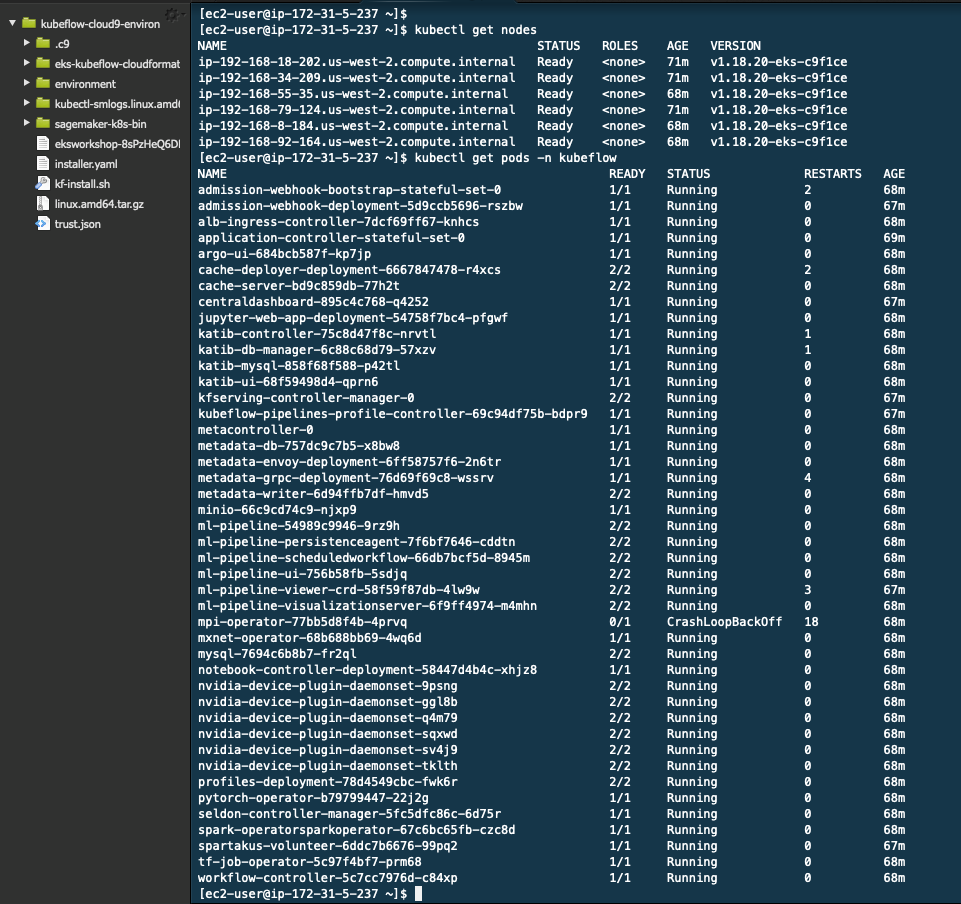 kubeflow-cloud9-environ
.c9
eks-kubeflow-cloudformat
environment
kubectl-smlogs.linux.amd6
sagemaker-k8s-bin
eksworkshop-8sPzHeQ6D
installer.yaml
kf-install.sh
linux.amd64.tar.gz
trust.json
[ec2-user@ip-172-31-5-237 ~]$
[ec2-user@ip-172-31-5-237 ~]$ kubectl get nodes
NAME STATUS ROLES AGE VERSION
ip-192-168-18-202.us-west-2.compute.internal Ready <none> 71m v1.18.20-eks-c9f1ce
ip-192-168-34-209.us-west-2.compute.internal Ready <none> 71m v1.18.20-eks-c9f1ce
ip-192-168-55-35.us-west-2.compute.internal Ready <none> 68m v1.18.20-eks-c9f1ce
ip-192-168-79-124.us-west-2.compute.internal Ready <none> 71m v1.18.20-eks-c9f1ce
ip-192-168-8-184.us-west-2.compute.internal Ready <none> 68m v1.18.20-eks-c9f1ce
ip-192-168-92-164.us-west-2.compute.internal Ready <none> 68m v1.18.20-eks-c9f1ce
[ec2-user@ip-172-31-5-237 ~]$ kubectl get pods -n kubeflow
NAME READY STATUS RESTARTS AGE
admission-webhook-bootstrap-stateful-set-0 1/1 Running 2 68m
admission-webhook-deployment-5d9ccb5696-rszbw 1/1 Running 0 67m
alb-ingress-controller-7dcf69ff67-knhcs 1/1 Running 0 68m
application-controller-stateful-set-0 1/1 Running 0 69m
argo-ui-684bcb587f-kp7jp 1/1 Running 0 68m
cache-deployer-deployment-6667847478-r4xcs 2/2 Running 2 68m
cache-server-bd9c859db-77h2t 2/2 Running 0 68m
centraldashboard-895c4c768-q4252 1/1 Running 0 67m
jupyter-web-app-deployment-54758f7bc4-pfgwf 1/1 Running 0 68m
katib-controller-75c8d47f8c-nrvtl 1/1 Running 1 68m
katib-db-manager-6c88c68d79-57xzv 1/1 Running 1 68m
katib-mysql-858f68f588-p42tl 1/1 Running 0 68m
katib-ui-68f59498d4-qprn6 1/1 Running 0 68m
kfserving-controller-manager-0 2/2 Running 0 67m
kubeflow-pipelines-profile-controller-69c94df75b-bdpr9 1/1 Running 0 67m
metacontroller-0 1/1 Running 0 68m
metadata-db-757dc9c7b5-x8bw8 1/1 Running 0 68m
metadata-envoy-deployment-6ff58757f6-2n6tr 1/1 Running 0 68m
metadata-grpc-deployment-76d69f69c8-wssrv 1/1 Running 4 68m
metadata-writer-6d94ffb7df-hmvd5 2/2 Running 0 68m
minio-66c9cd74c9-njxp9 1/1 Running 0 68m
ml-pipeline-54989c9946-9rz9h 2/2 Running 0 68m
ml-pipeline-persistenceagent-7f6bf7646-cddtn 2/2 Running 0 68m
ml-pipeline-scheduledworkflow-66db7bcf5d-8945m 2/2 Running 0 68m
ml-pipeline-ui-756b58fb-5sdjq 2/2 Running 0 68m
ml-pipeline-viewer-crd-58f59f87db-4lw9w 2/2 Running 3 67m
ml-pipeline-visualizationserver-6f9ff4974-m4mhn 2/2 Running 0 68m
mpi-operator-77bb5d8f4b-4prvq 0/1 CrashLoopBackOff 18 68m
mxnet-operator-68b688bb69-4wq6d 1/1 Running 0 68m
mysql-7694c6b8b7-fr2ql 2/2 Running 0 68m
notebook-controller-deployment-58447d4b4c-xhjz8 1/1 Running 0 68m
nvidia-device-plugin-daemonset-9psng 2/2 Running 0 68m
nvidia-device-plugin-daemonset-ggl8b 2/2 Running 0 68m
nvidia-device-plugin-daemonset-q4m79 2/2 Running 0 68m
nvidia-device-plugin-daemonset-sqxwd 2/2 Running 0 68m
nvidia-device-plugin-daemonset-sv4j9 2/2 Running 0 68m
nvidia-device-plugin-daemonset-tklth 2/2 Running 0 68m
profiles-deployment-78d4549cbc-fwk6r 2/2 Running 0 68m
pytorch-operator-b79799447-22j2g 1/1 Running 0 68m
seldon-controller-manager-5fc5dfc86c-6d75r 1/1 Running 0 68m
spark-operatorsparkoperator-67c6bc65fb-czc8d 1/1 Running 0 68m
spartakus-volunteer-6ddc7b6676-99pq2 1/1 Running 0 67m
tf-job-operator-5c97f4bf7-prm68 1/1 Running 0 68m
workflow-controller-5c7cc7976d-c84xp 1/1 Running 0 68m
[ec2-user@ip-172-31-5-237 ~]$